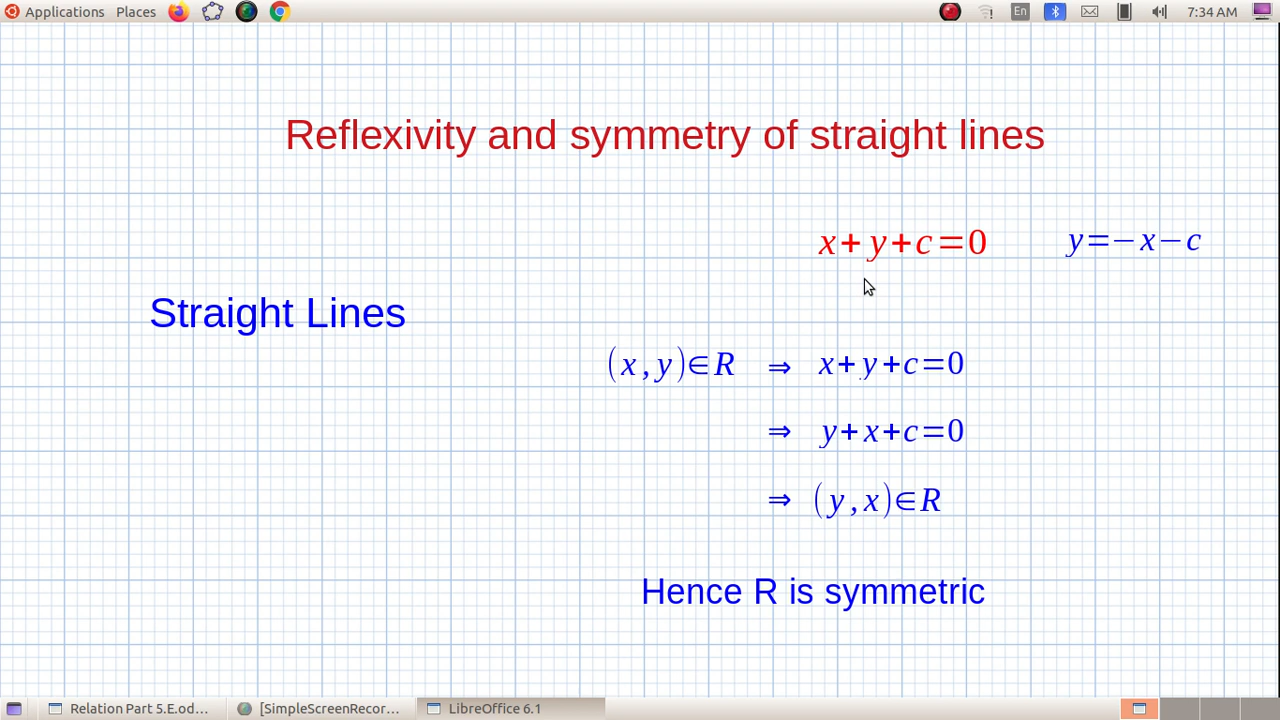 Applications Places En 7:34 AM
Reflexivity and symmetry of straight lines
x+y+c=0 y=−x−c
Straight Lines
(x,y)∈R ⇒ x+y+c=0
⇒ y+x+c=0
⇒ (y,x)∈R
Hence R is symmetric
Relation Part 5.E.od... [SimpleScreenRecor... LibreOffice 6.1